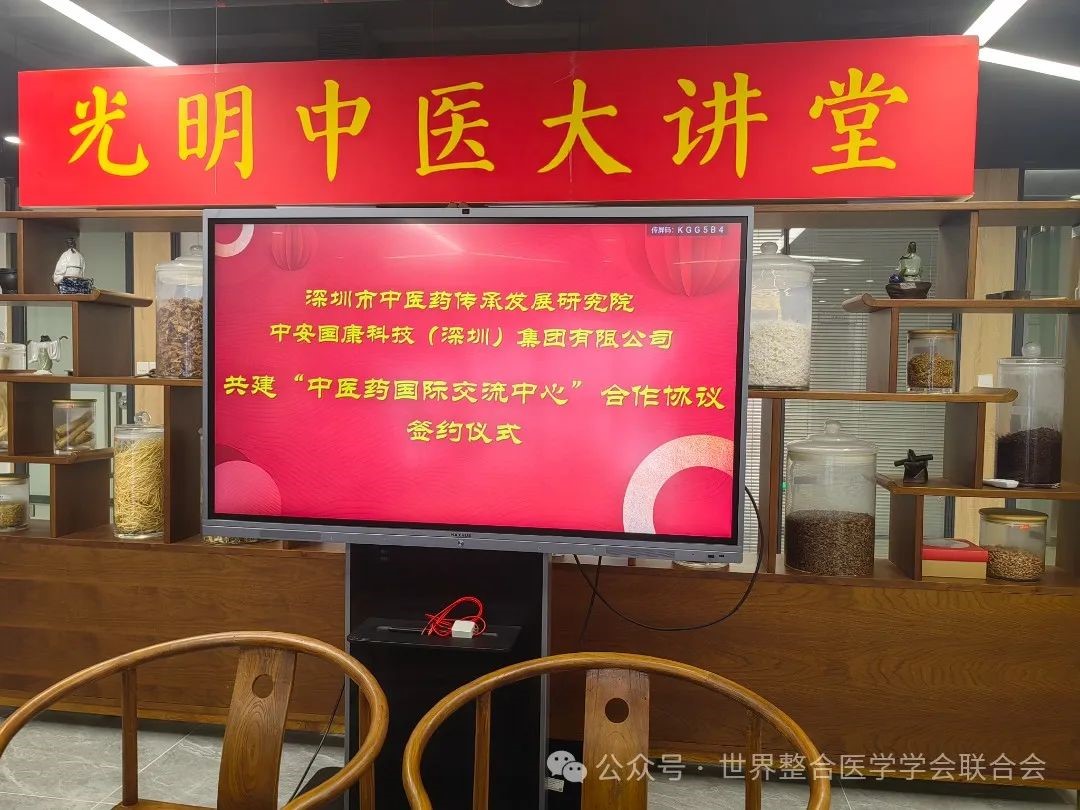 光明中医大讲堂
传屏码：KGG5B4
深圳市中医药传承发展研究院
中安国康科技（深圳）集团有限公司
共建“中医药国际交流中心”合作协议
签约仪式
公众号·世界整合医学学会联合会